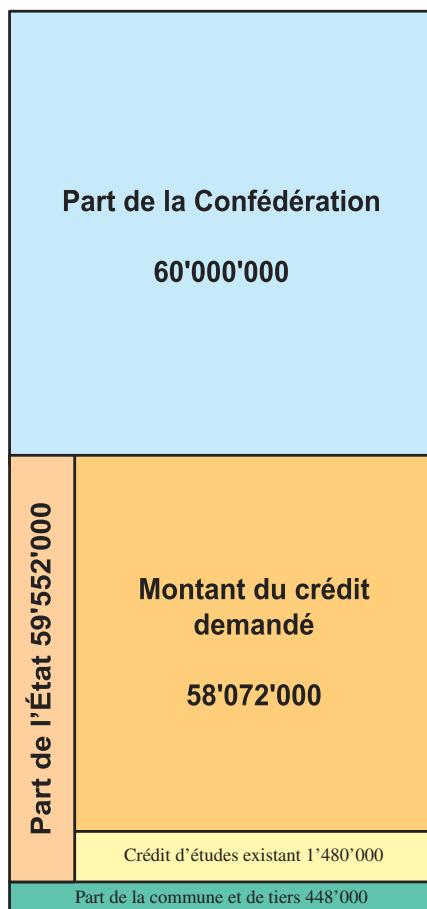 Part de la Confédération
60'000'000
Part de l’État 59'552'000
Montant du crédit
demandé
58'072'000
Crédit d’études existant 1’480’000
Part de la commune et de tiers 448’000